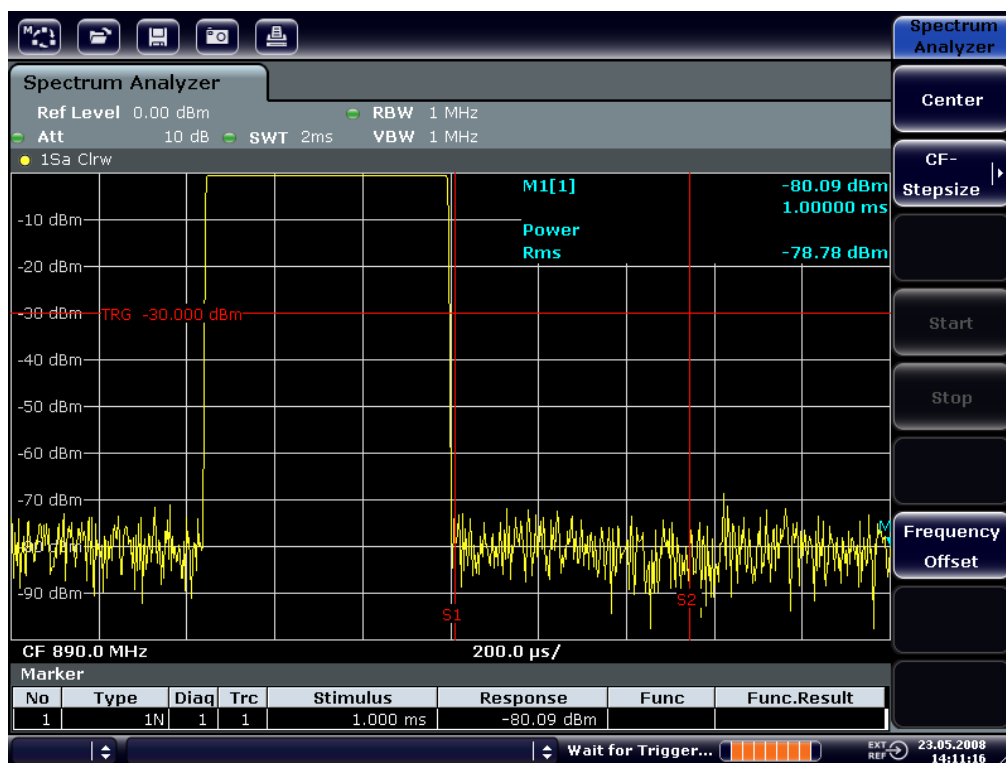 Spectrum Analyzer
Spectrum Analyzer
Ref Level 0.00 dBm RBW 1 MHz
Att 10 dB SWT 2ms VBW 1 MHz
1Sa Clrw
M1[1] -80.09 dBm
1.00000 ms
Power
Rms -78.78 dBm
-10 dBm
-20 dBm
-30 dBm TRG -30.000 dBm
-40 dBm
-50 dBm
-60 dBm
-70 dBm
-90 dBm
S1
S2
CF 890.0 MHz 200.0 µs/
Marker
No Type Diag Trc Stimulus Response Func Func.Result
1 1N 1 1 1.000 ms -80.09 dBm
Center
CF-Stepsize
Start
Stop
Frequency Offset
Wait for Trigger...
EXT REF
23.05.2008
14:11:16